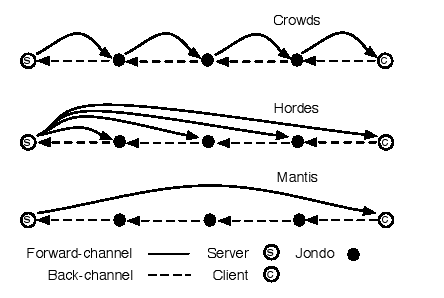 Crowds
S C
Hordes
S C
Mantis
S C
Forward-channel Server S Jondo
Back-channel Client C